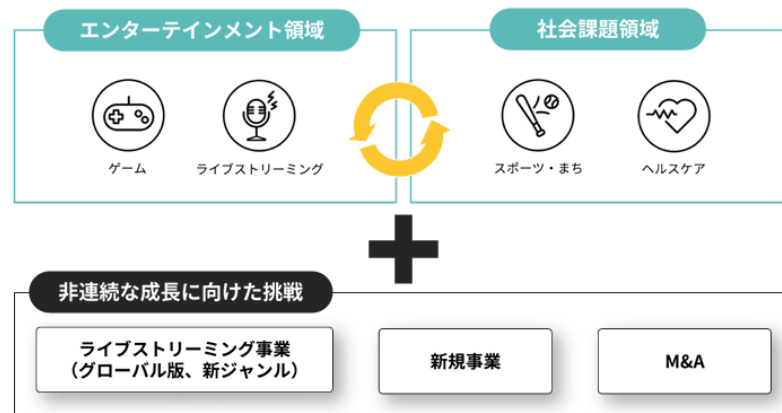 エンターテインメント領域
社会課題領域
ゲーム
ライブストリーミング
スポーツ・まち
ヘルスケア
非連続な成長に向けた挑戦
ライブストリーミング事業
（グローバル版、新ジャンル）
新規事業
M&A